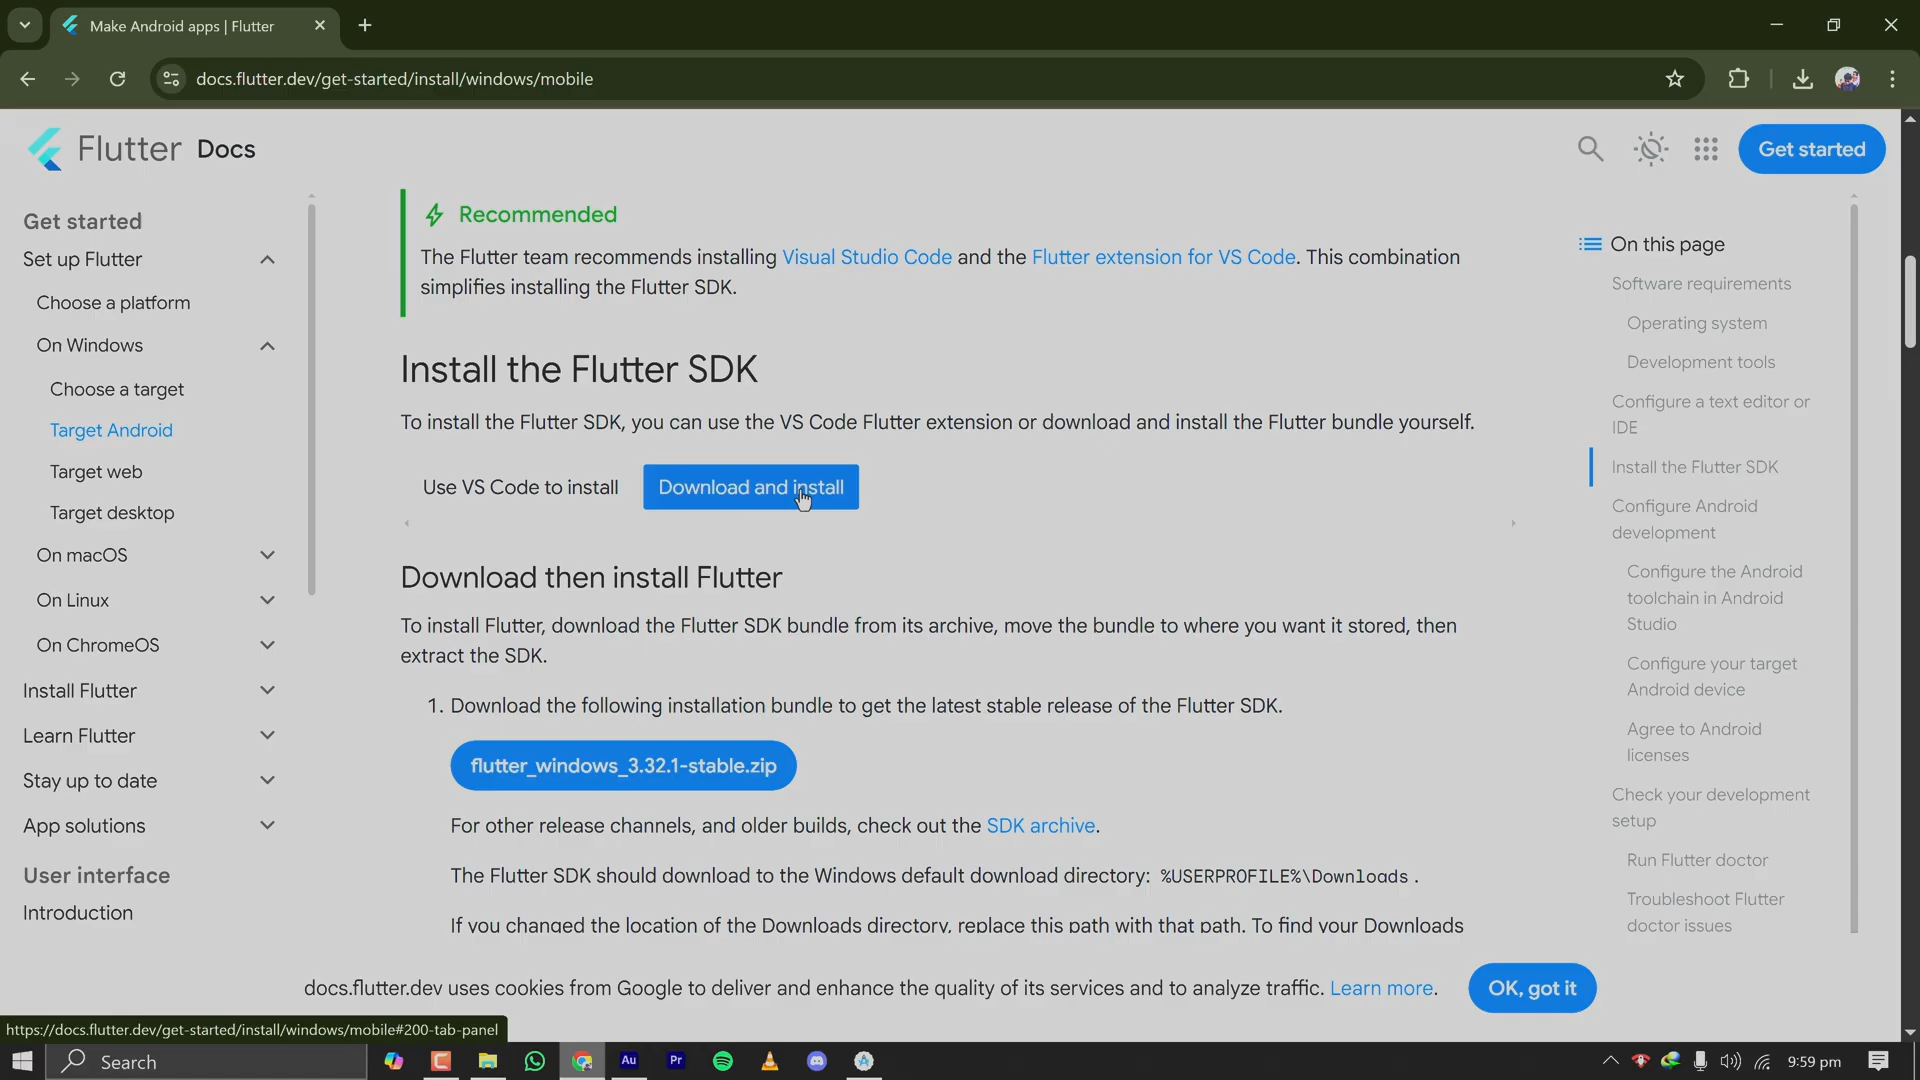 Make Android apps | Flutter
docs.flutter.dev/get-started/install/windows/mobile
Flutter Docs
Get started
Get started
Set up Flutter
Choose a platform
On Windows
Choose a target
Target Android
Target web
Target desktop
On macOS
On Linux
On ChromeOS
Install Flutter
Learn Flutter
Stay up to date
App solutions
User interface
Introduction
Recommended
The Flutter team recommends installing Visual Studio Code and the Flutter extension for VS Code. This combination
simplifies installing the Flutter SDK.
Install the Flutter SDK
To install the Flutter SDK, you can use the VS Code Flutter extension or download and install the Flutter bundle yourself.
Use VS Code to install
Download and install
Download then install Flutter
To install Flutter, download the Flutter SDK bundle from its archive, move the bundle to where you want it stored, then
extract the SDK.
1. Download the following installation bundle to get the latest stable release of the Flutter SDK.
flutter_windows_3.32.1-stable.zip
For other release channels, and older builds, check out the SDK archive.
The Flutter SDK should download to the Windows default download directory: %USERPROFILE%\Downloads .
If you changed the location of the Downloads directory, replace this path with that path. To find your Downloads
On this page
Software requirements
Operating system
Development tools
Configure a text editor or
IDE
Install the Flutter SDK
Configure Android
development
Configure the Android
toolchain in Android
Studio
Configure your target
Android device
Agree to Android
licenses
Check your development
setup
Run Flutter doctor
Troubleshoot Flutter
doctor issues
docs.flutter.dev uses cookies from Google to deliver and enhance the quality of its services and to analyze traffic. Learn more.
OK, got it
https://docs.flutter.dev/get-started/install/windows/mobile#200-tab-panel
Search
Au
Pr
9:59 pm